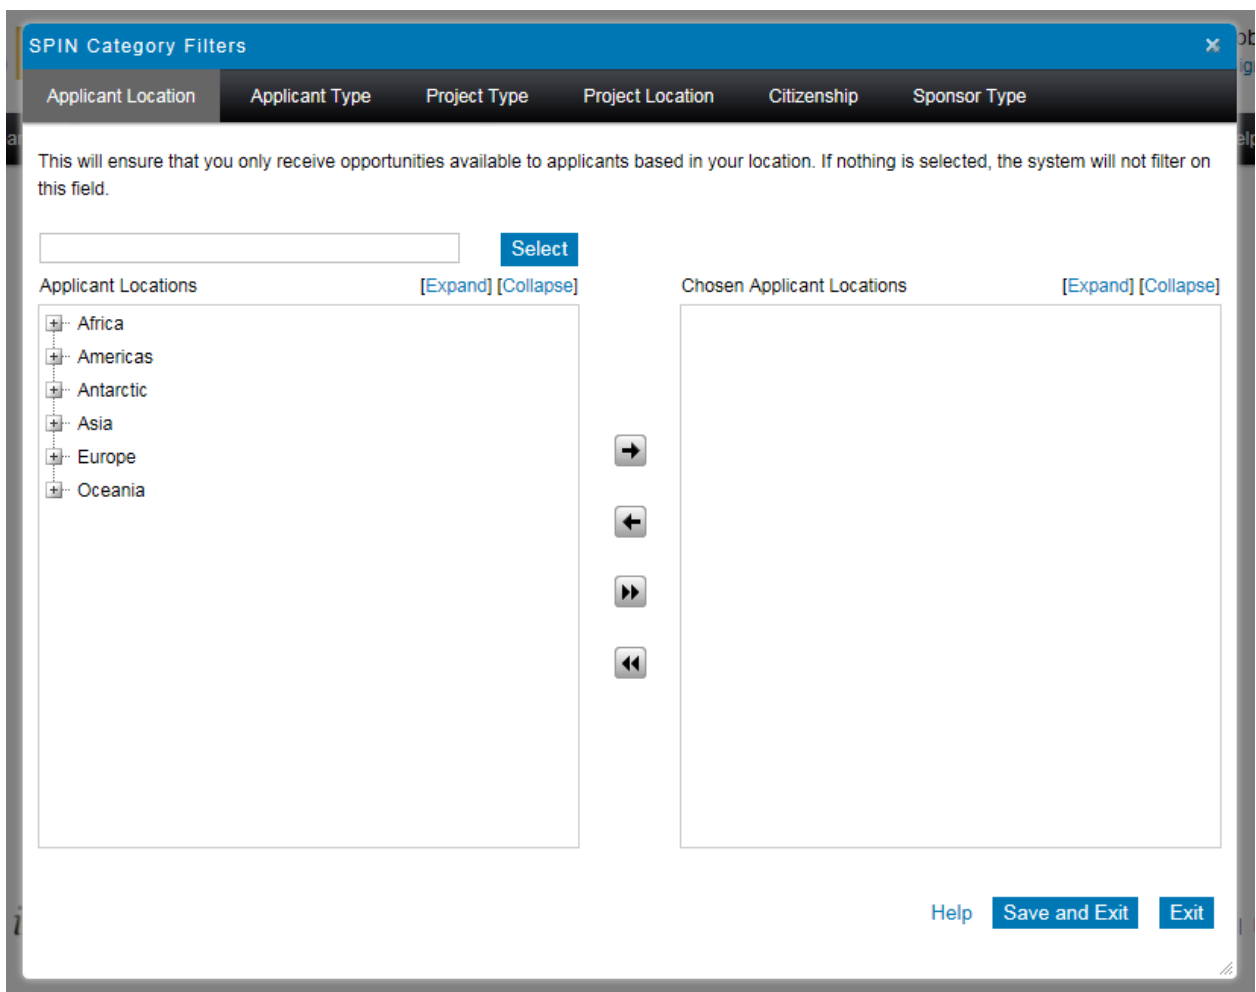 SPIN Category Filters
Applicant Location Applicant Type Project Type Project Location Citizenship Sponsor Type
This will ensure that you only receive opportunities available to applicants based in your location. If nothing is selected, the system will not filter on
this field.
Select
Applicant Locations [Expand] [Collapse] Chosen Applicant Locations [Expand] [Collapse]
Africa
Americas
Antarctic
Asia
Europe
Oceania
Help Save and Exit Exit